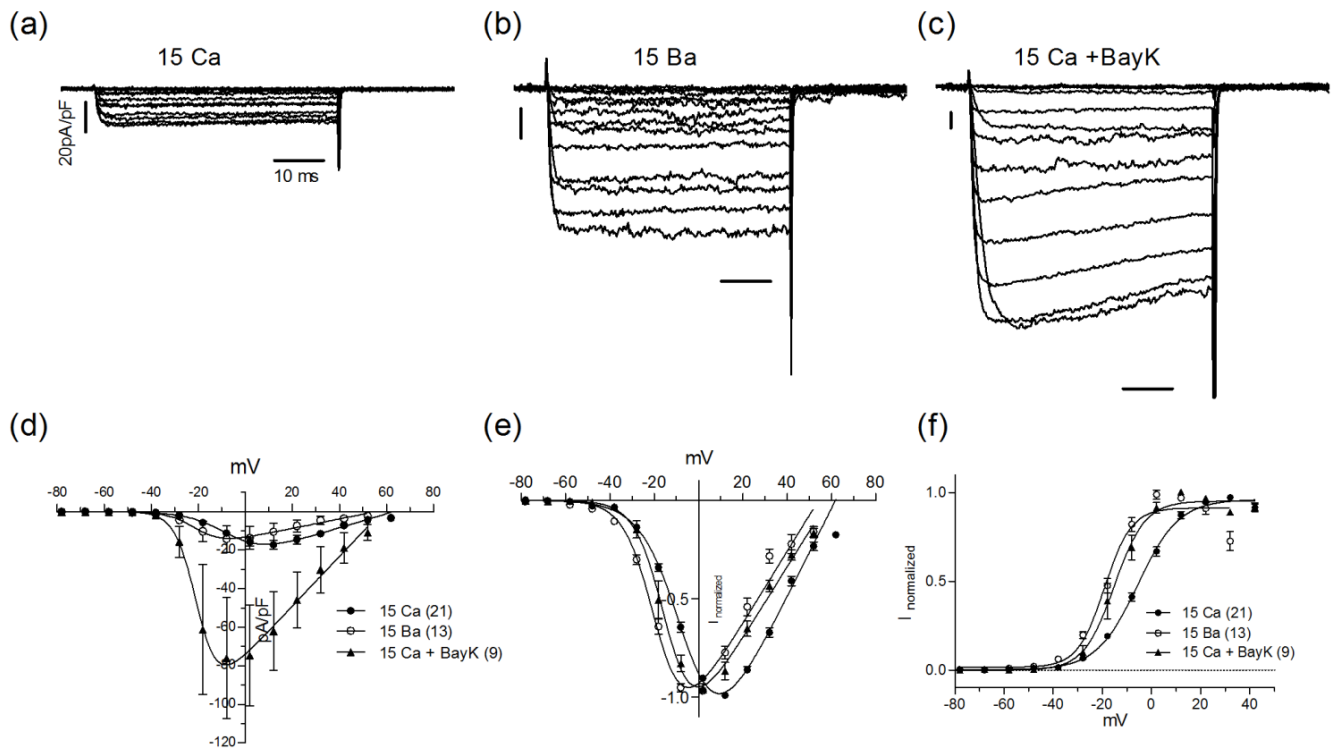 (a)
15 Ca
20pA/pF
10 ms
(b)
15 Ba
(c)
15 Ca +BayK
(d)
mV
-80 -60 -40 -20 20 40 60 80
-20
-40
-60
-80
-100
-120
pA/pF
15 Ca (21)
15 Ba (13)
15 Ca + BayK (9)
(e)
mV
-80 -60 -40 -20 0 20 40 60 80
-0.5
-1.0
I normalized
(f)
I normalized
1.0
0.5
0.0
-80 -60 -40 -20 0 20 40
mV
15 Ca (21)
15 Ba (13)
15 Ca + BayK (9)